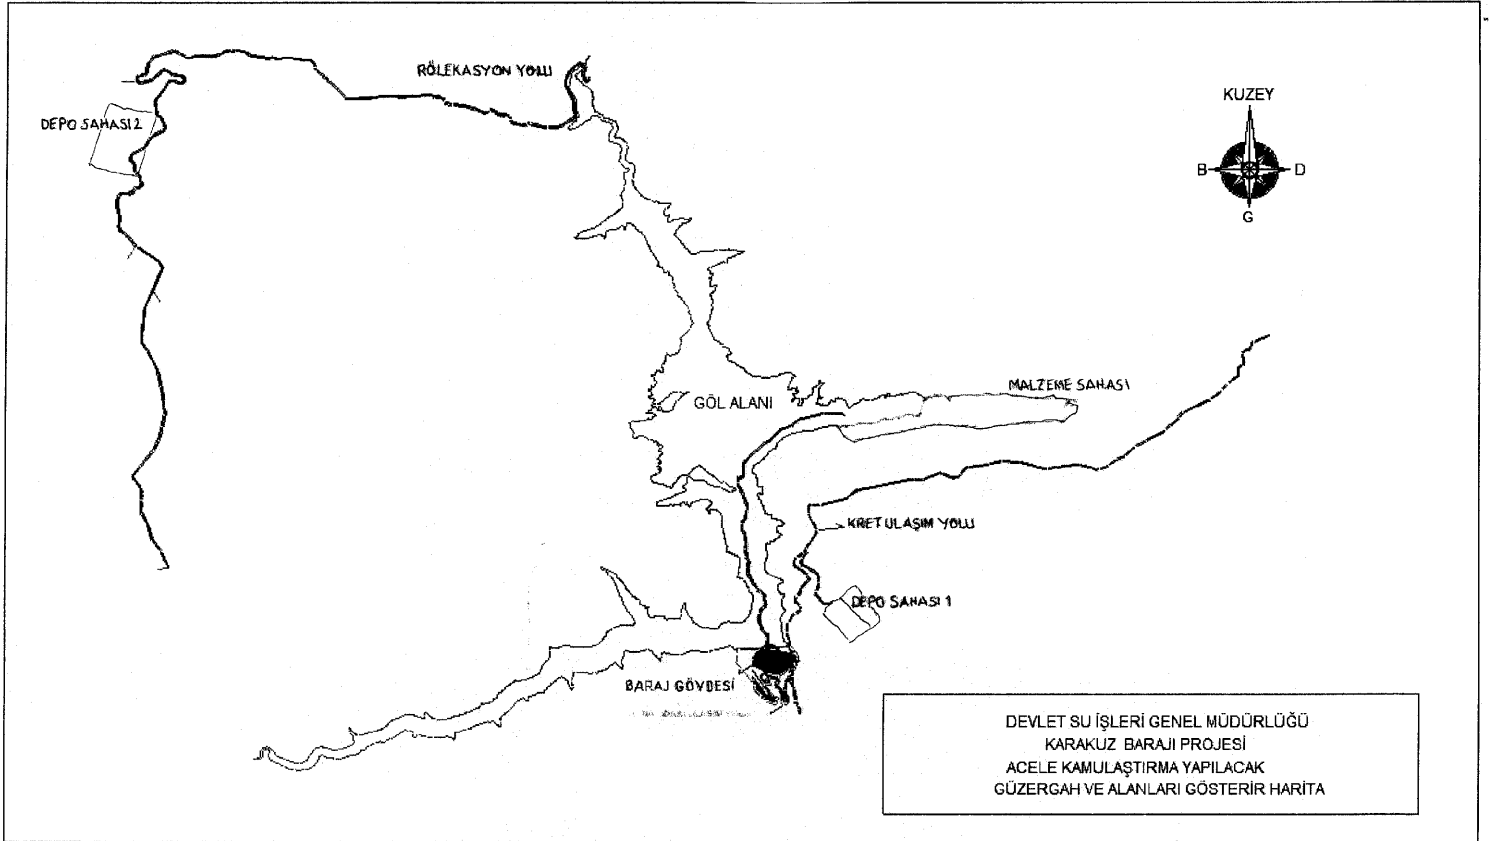 RÖLEKASYON YOLU
KUZEY
DEPO SAHASI 2
B
D
G
MALZEME SAHASI
GÖL ALANI
KRET ULAŞIM YOLU
DEPO SAHASI 1
BARAJ GÖVDESİ
DEVLET SU İŞLERİ GENEL MÜDÜRLÜĞÜ
KARAKUZ BARAJI PROJESİ
ACELE KAMULAŞTIRMA YAPILACAK
GÜZERGAH VE ALANLARI GÖSTERİR HARİTA